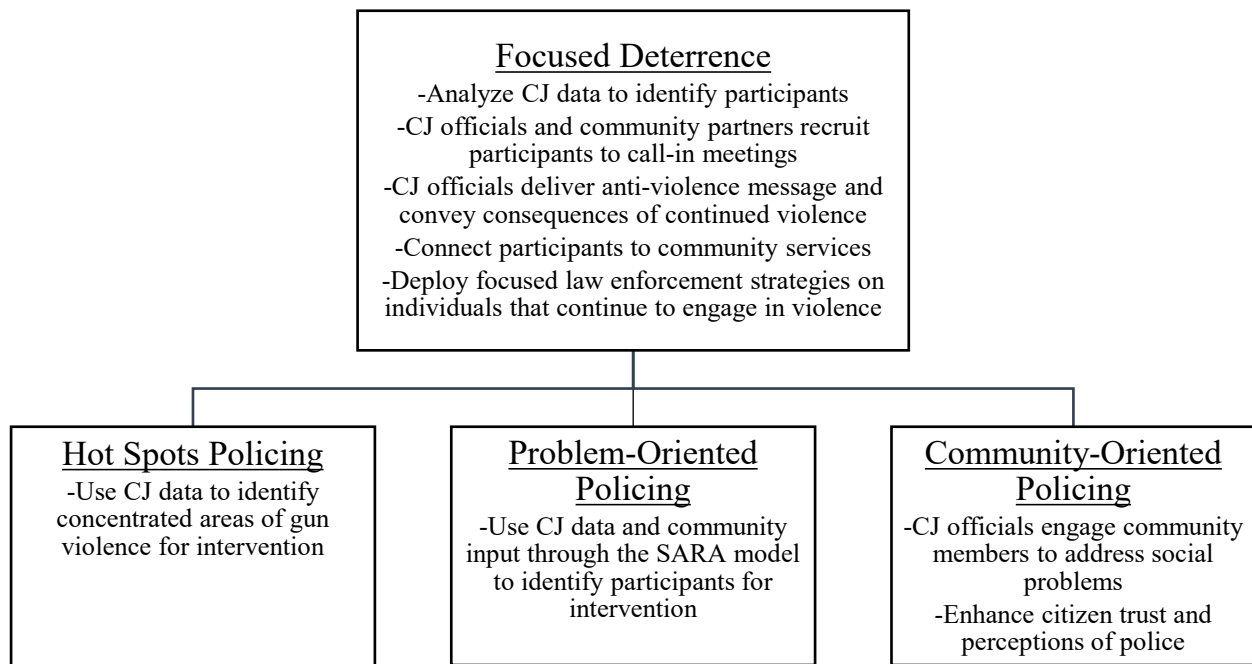 Focused Deterrence
-Analyze CJ data to identify participants
-CJ officials and community partners recruit
participants to call-in meetings
-CJ officials deliver anti-violence message and
convey consequences of continued violence
-Connect participants to community services
-Deploy focused law enforcement strategies on
individuals that continue to engage in violence
Hot Spots Policing
-Use CJ data to identify
concentrated areas of gun
violence for intervention
Problem-Oriented
Policing
-Use CJ data and community
input through the SARA model
to identify participants for
intervention
Community-Oriented
Policing
-CJ officials engage community
members to address social
problems
-Enhance citizen trust and
perceptions of police